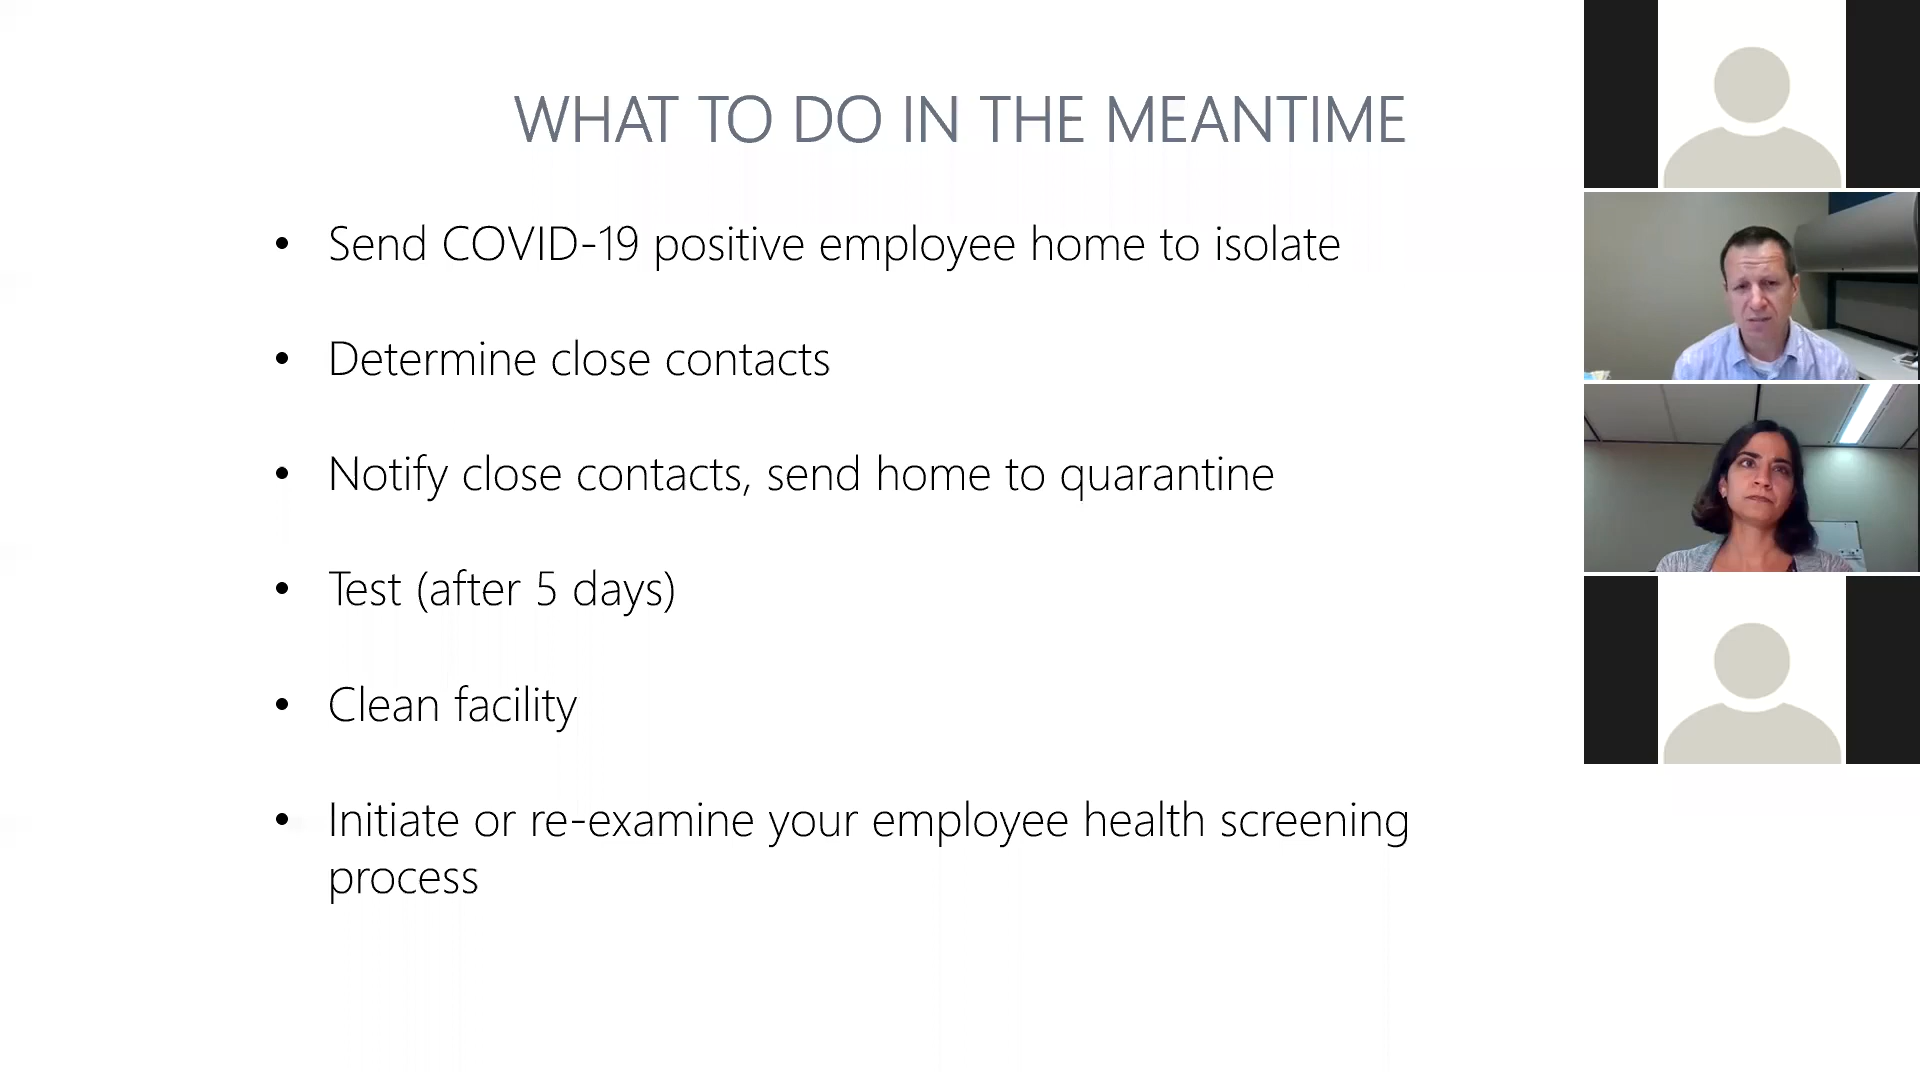 WHAT TO DO IN THE MEANTIME
• Send COVID-19 positive employee home to isolate
• Determine close contacts
• Notify close contacts, send home to quarantine
• Test (after 5 days)
• Clean facility
• Initiate or re-examine your employee health screening
process